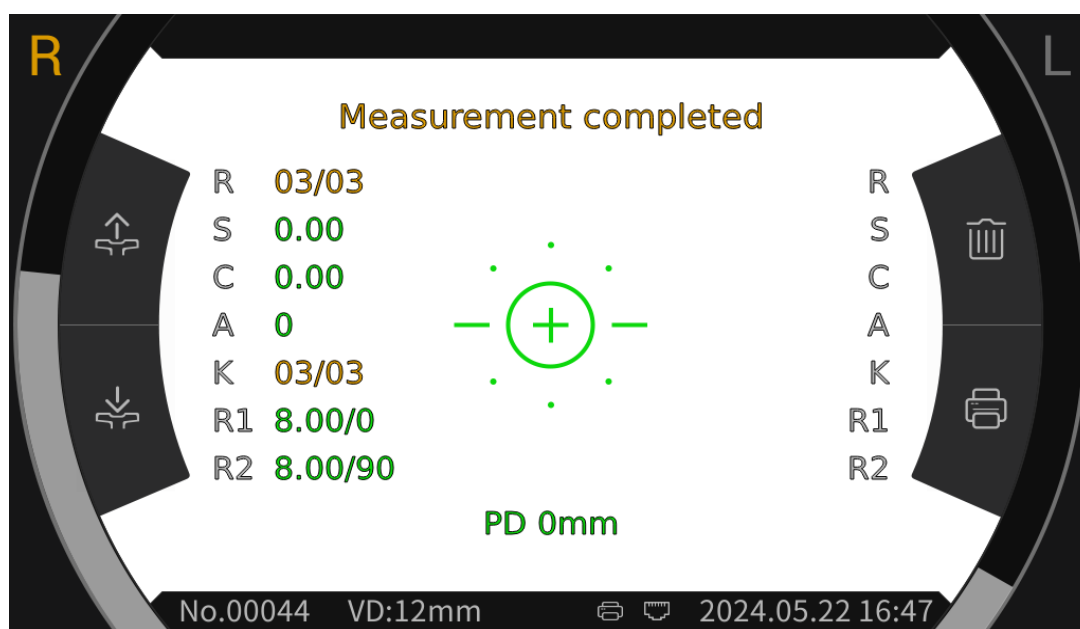 R L
Measurement completed
R 03/03 R
S 0.00 S
C 0.00 C
A 0 A
K 03/03 K
R1 8.00/0 R1
R2 8.00/90 R2
PD 0mm
No.00044 VD:12mm 2024.05.22 16:47